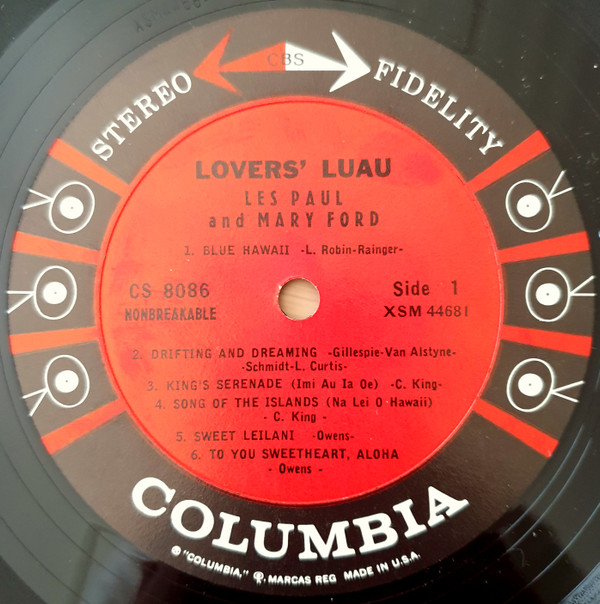 CBS
STEREO FIDELITY
LOVERS' LUAU
LES PAUL
and MARY FORD
1. BLUE HAWAII -L. Robin-Rainger-
CS 8086
NONBREAKABLE
Side 1
XSM 44681
2. DRIFTING AND DREAMING -Gillespie-Van Alstyne-
-Schmidt-L. Curtis-
3. KING'S SERENADE (Imi Au Ia Oe) -C. King-
4. SONG OF THE ISLANDS (Na Lei O Hawaii)
- C. King -
5. SWEET LEILANI -Owens-
6. TO YOU SWEETHEART, ALOHA
- Owens -
COLUMBIA
® "COLUMBIA," MARCAS REG MADE IN U.S.A.